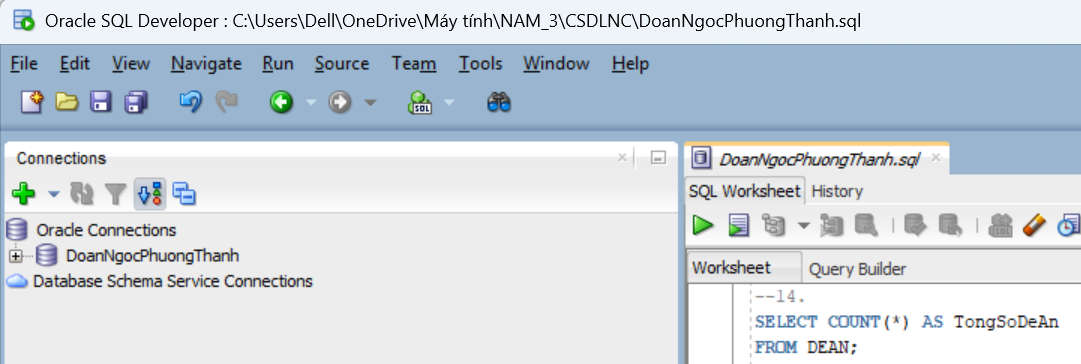 Oracle SQL Developer : C:\Users\Dell\OneDrive\Máy tính\NAM_3\CSDLNC\DoanNgocPhuongThanh.sql
File Edit View Navigate Run Source Team Tools Window Help
SQL
Connections
Oracle Connections
DoanNgocPhuongThanh
Database Schema Service Connections
DoanNgocPhuongThanh.sql
SQL Worksheet History
Worksheet Query Builder
--14.
SELECT COUNT(*) AS TongSoDeAn
FROM DEAN;